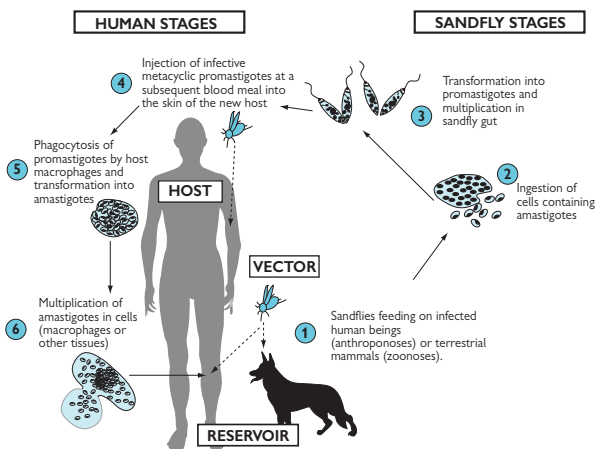 HUMAN STAGES
SANDFLY STAGES
4
Injection of infective
metacyclic promastigotes at a
subsequent blood meal into
the skin of the new host
3
Transformation into
promastigotes and
multiplication in
sandfly gut
5
Phagocytosis of
promastigotes by host
macrophages and
transformation into
amastigotes
HOST
2
Ingestion of
cells containing
amastigotes
VECTOR
6
Multiplication of
amastigotes in cells
(macrophages or
other tissues)
1
Sandflies feeding on infected
human beings
(anthroponoses) or terrestrial
mammals (zoonoses).
RESERVOIR